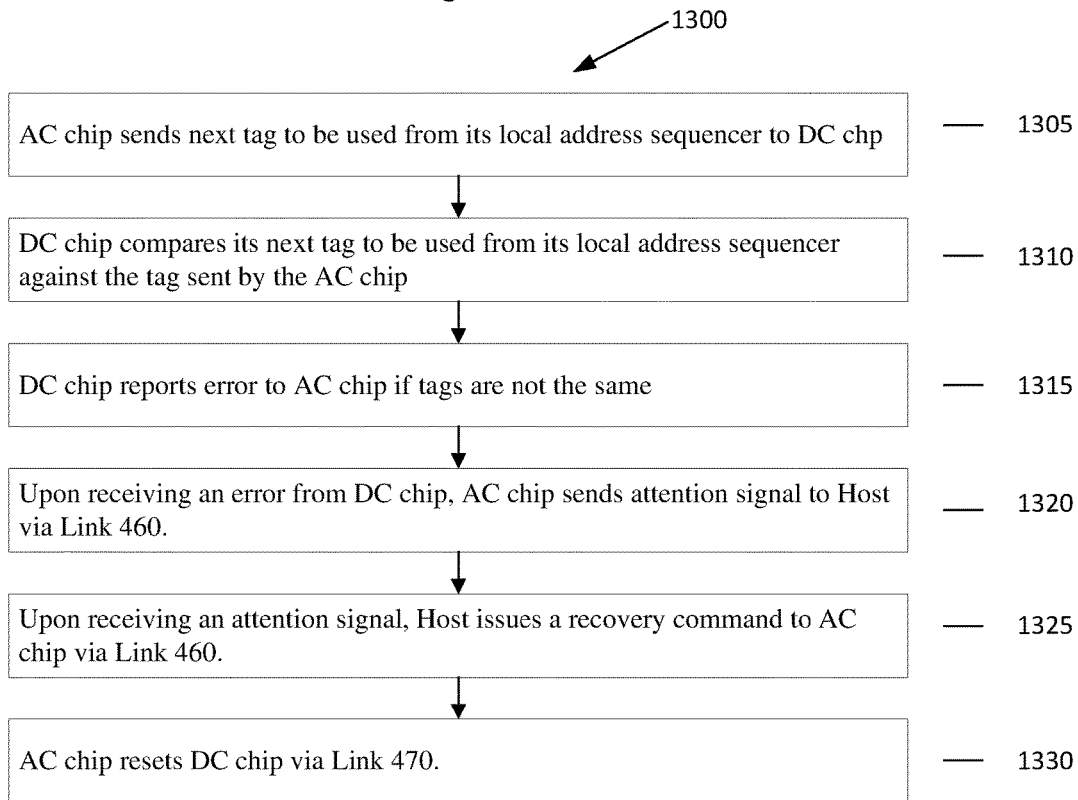 1300
AC chip sends next tag to be used from its local address sequencer to DC chp
1305
DC chip compares its next tag to be used from its local address sequencer
against the tag sent by the AC chip
1310
DC chip reports error to AC chip if tags are not the same
1315
Upon receiving an error from DC chip, AC chip sends attention signal to Host
via Link 460.
1320
Upon receiving an attention signal, Host issues a recovery command to AC
chip via Link 460.
1325
AC chip resets DC chip via Link 470.
1330